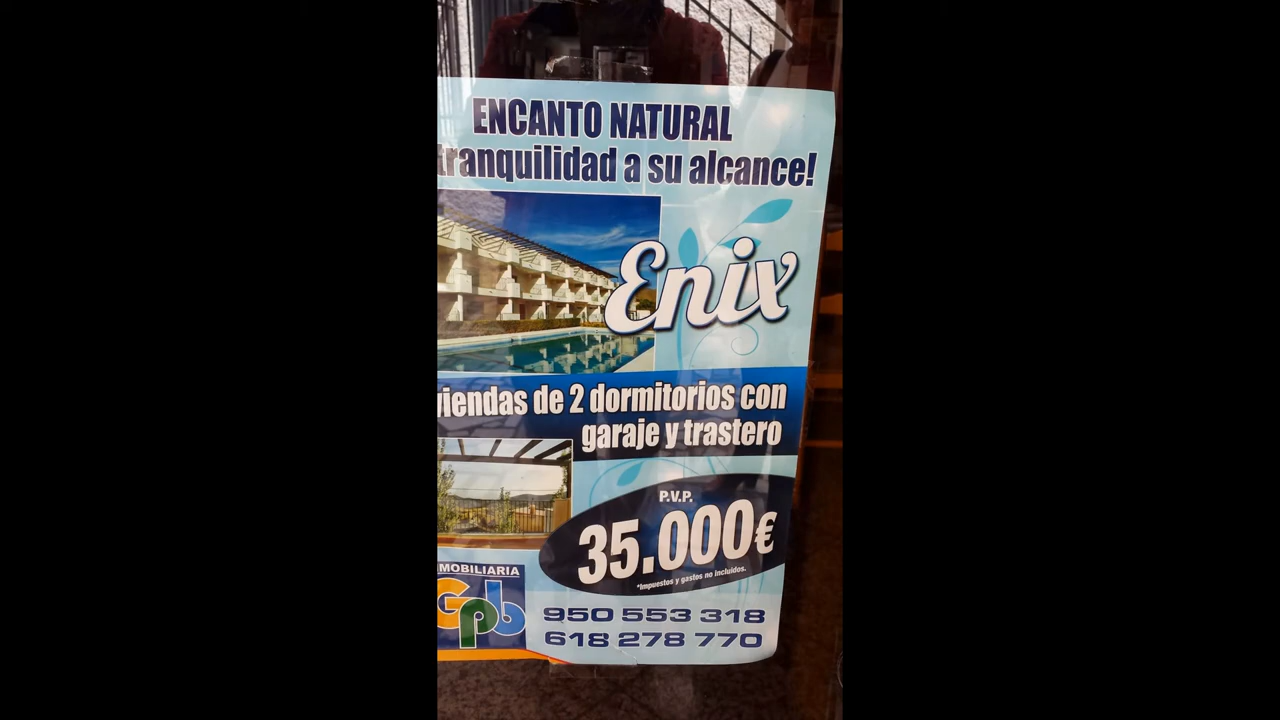 ENCANTO NATURAL
tranquilidad a su alcance!
Enix
viendas de 2 dormitorios con
garaje y trastero
P.V.P.
35.000€
*Impuestos y gastos no incluidos.
MOBILIARIA
Gpb
950 553 318
618 278 770